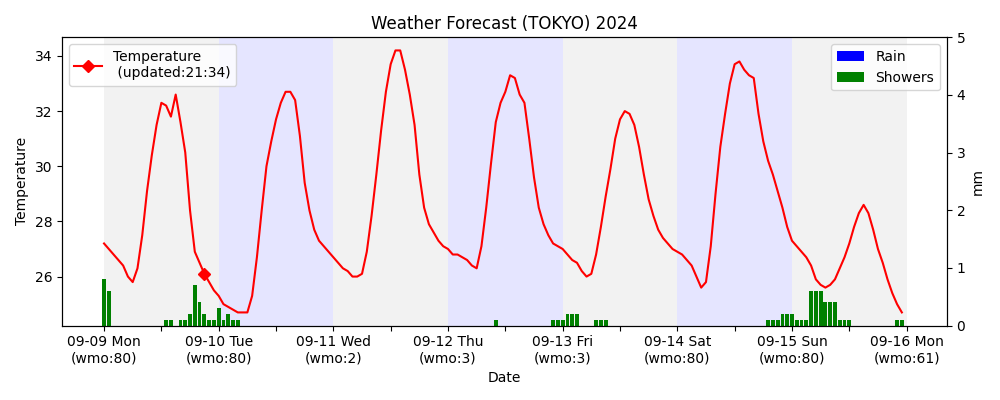 Weather Forecast (TOKYO) 2024
Temperature
(updated:21:34)
Rain
Showers
34
32
30
28
26
Temperature
5
4
3
2
1
0
mm
09-09 Mon 09-10 Tue 09-11 Wed 09-12 Thu 09-13 Fri 09-14 Sat 09-15 Sun 09-16 Mon
(wmo:80) (wmo:80) (wmo:2) (wmo:3) (wmo:3) (wmo:80) (wmo:80) (wmo:61)
Date